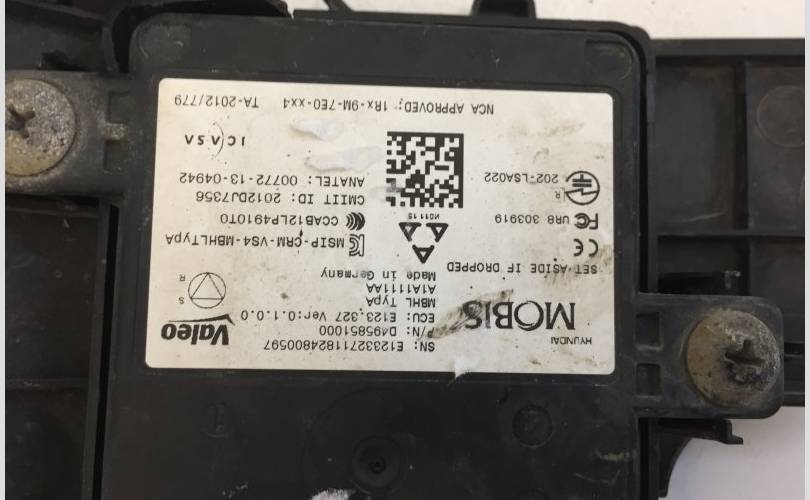 HYUNDAI
MOBIS
SN: E12332711824800597
P/N: D495851000
ECU: E123.327 Ver:0.1.0.0
MBHL TypA
A1A1111AA
Made in Germany
Valeo
S R
SET ASIDE IF DROPPED
CE
FC UR8 303919
R 202-LSA022
MSIP-CRM-VS4-MBHLTypA
CCAB12LP4910T0
CMIIT ID: 2012DJ7356
ANATEL: 00772-13-04942
ICASA
NCA APPROVED: 1Rx-9M-7E0-xx4
TA-2012/779